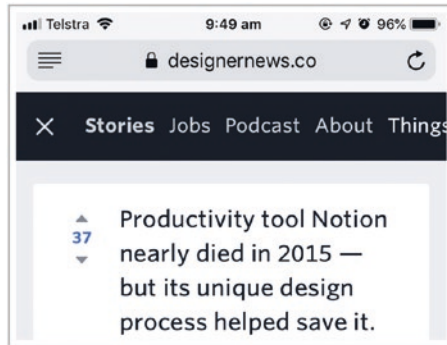 Telstra 9:49 am 96%
designernews.co
Stories Jobs Podcast About Things
Productivity tool Notion
37 nearly died in 2015 —
but its unique design
process helped save it.